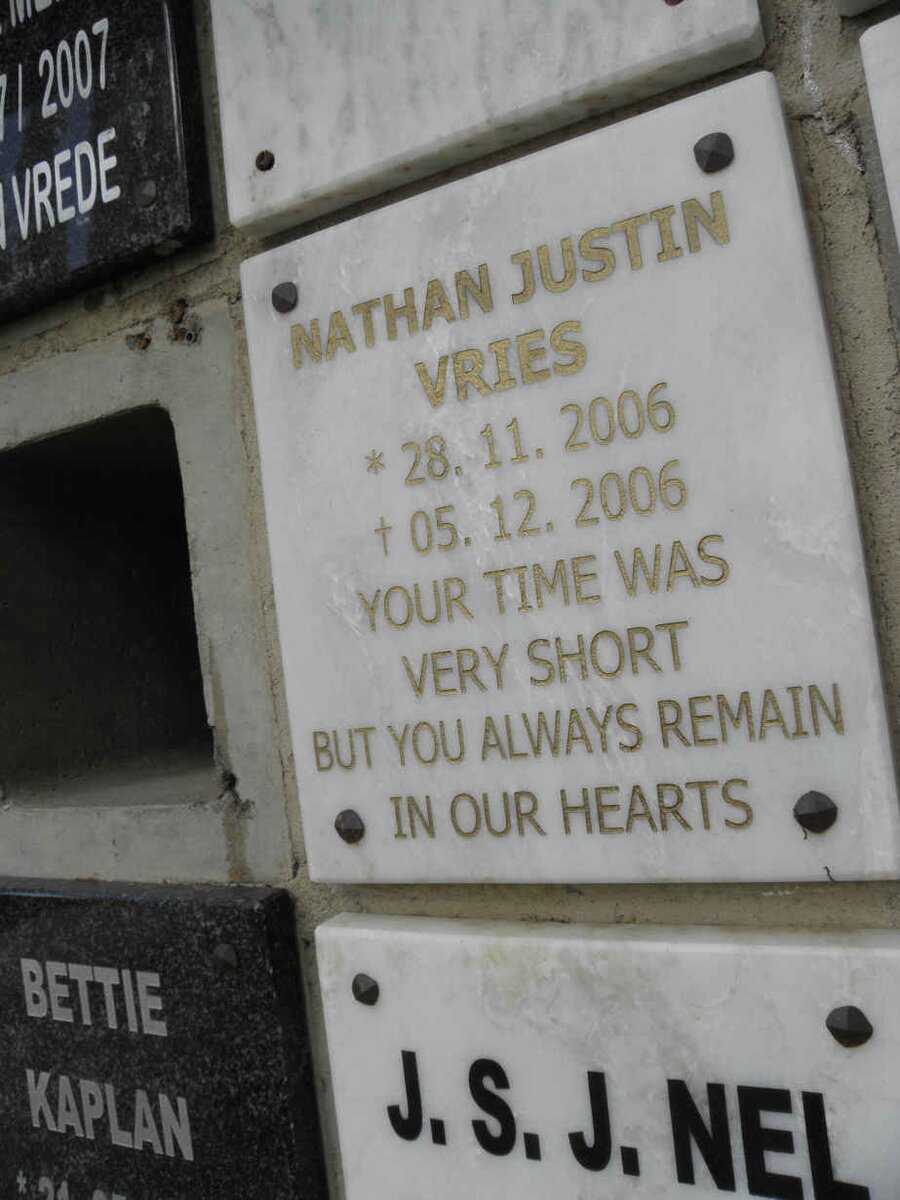 2007
VREDE
NATHAN JUSTIN
VRIES
* 28. 11. 2006
† 05. 12. 2006
YOUR TIME WAS
VERY SHORT
BUT YOU ALWAYS REMAIN
IN OUR HEARTS
BETTIE
KAPLAN
J. S. J. NEL